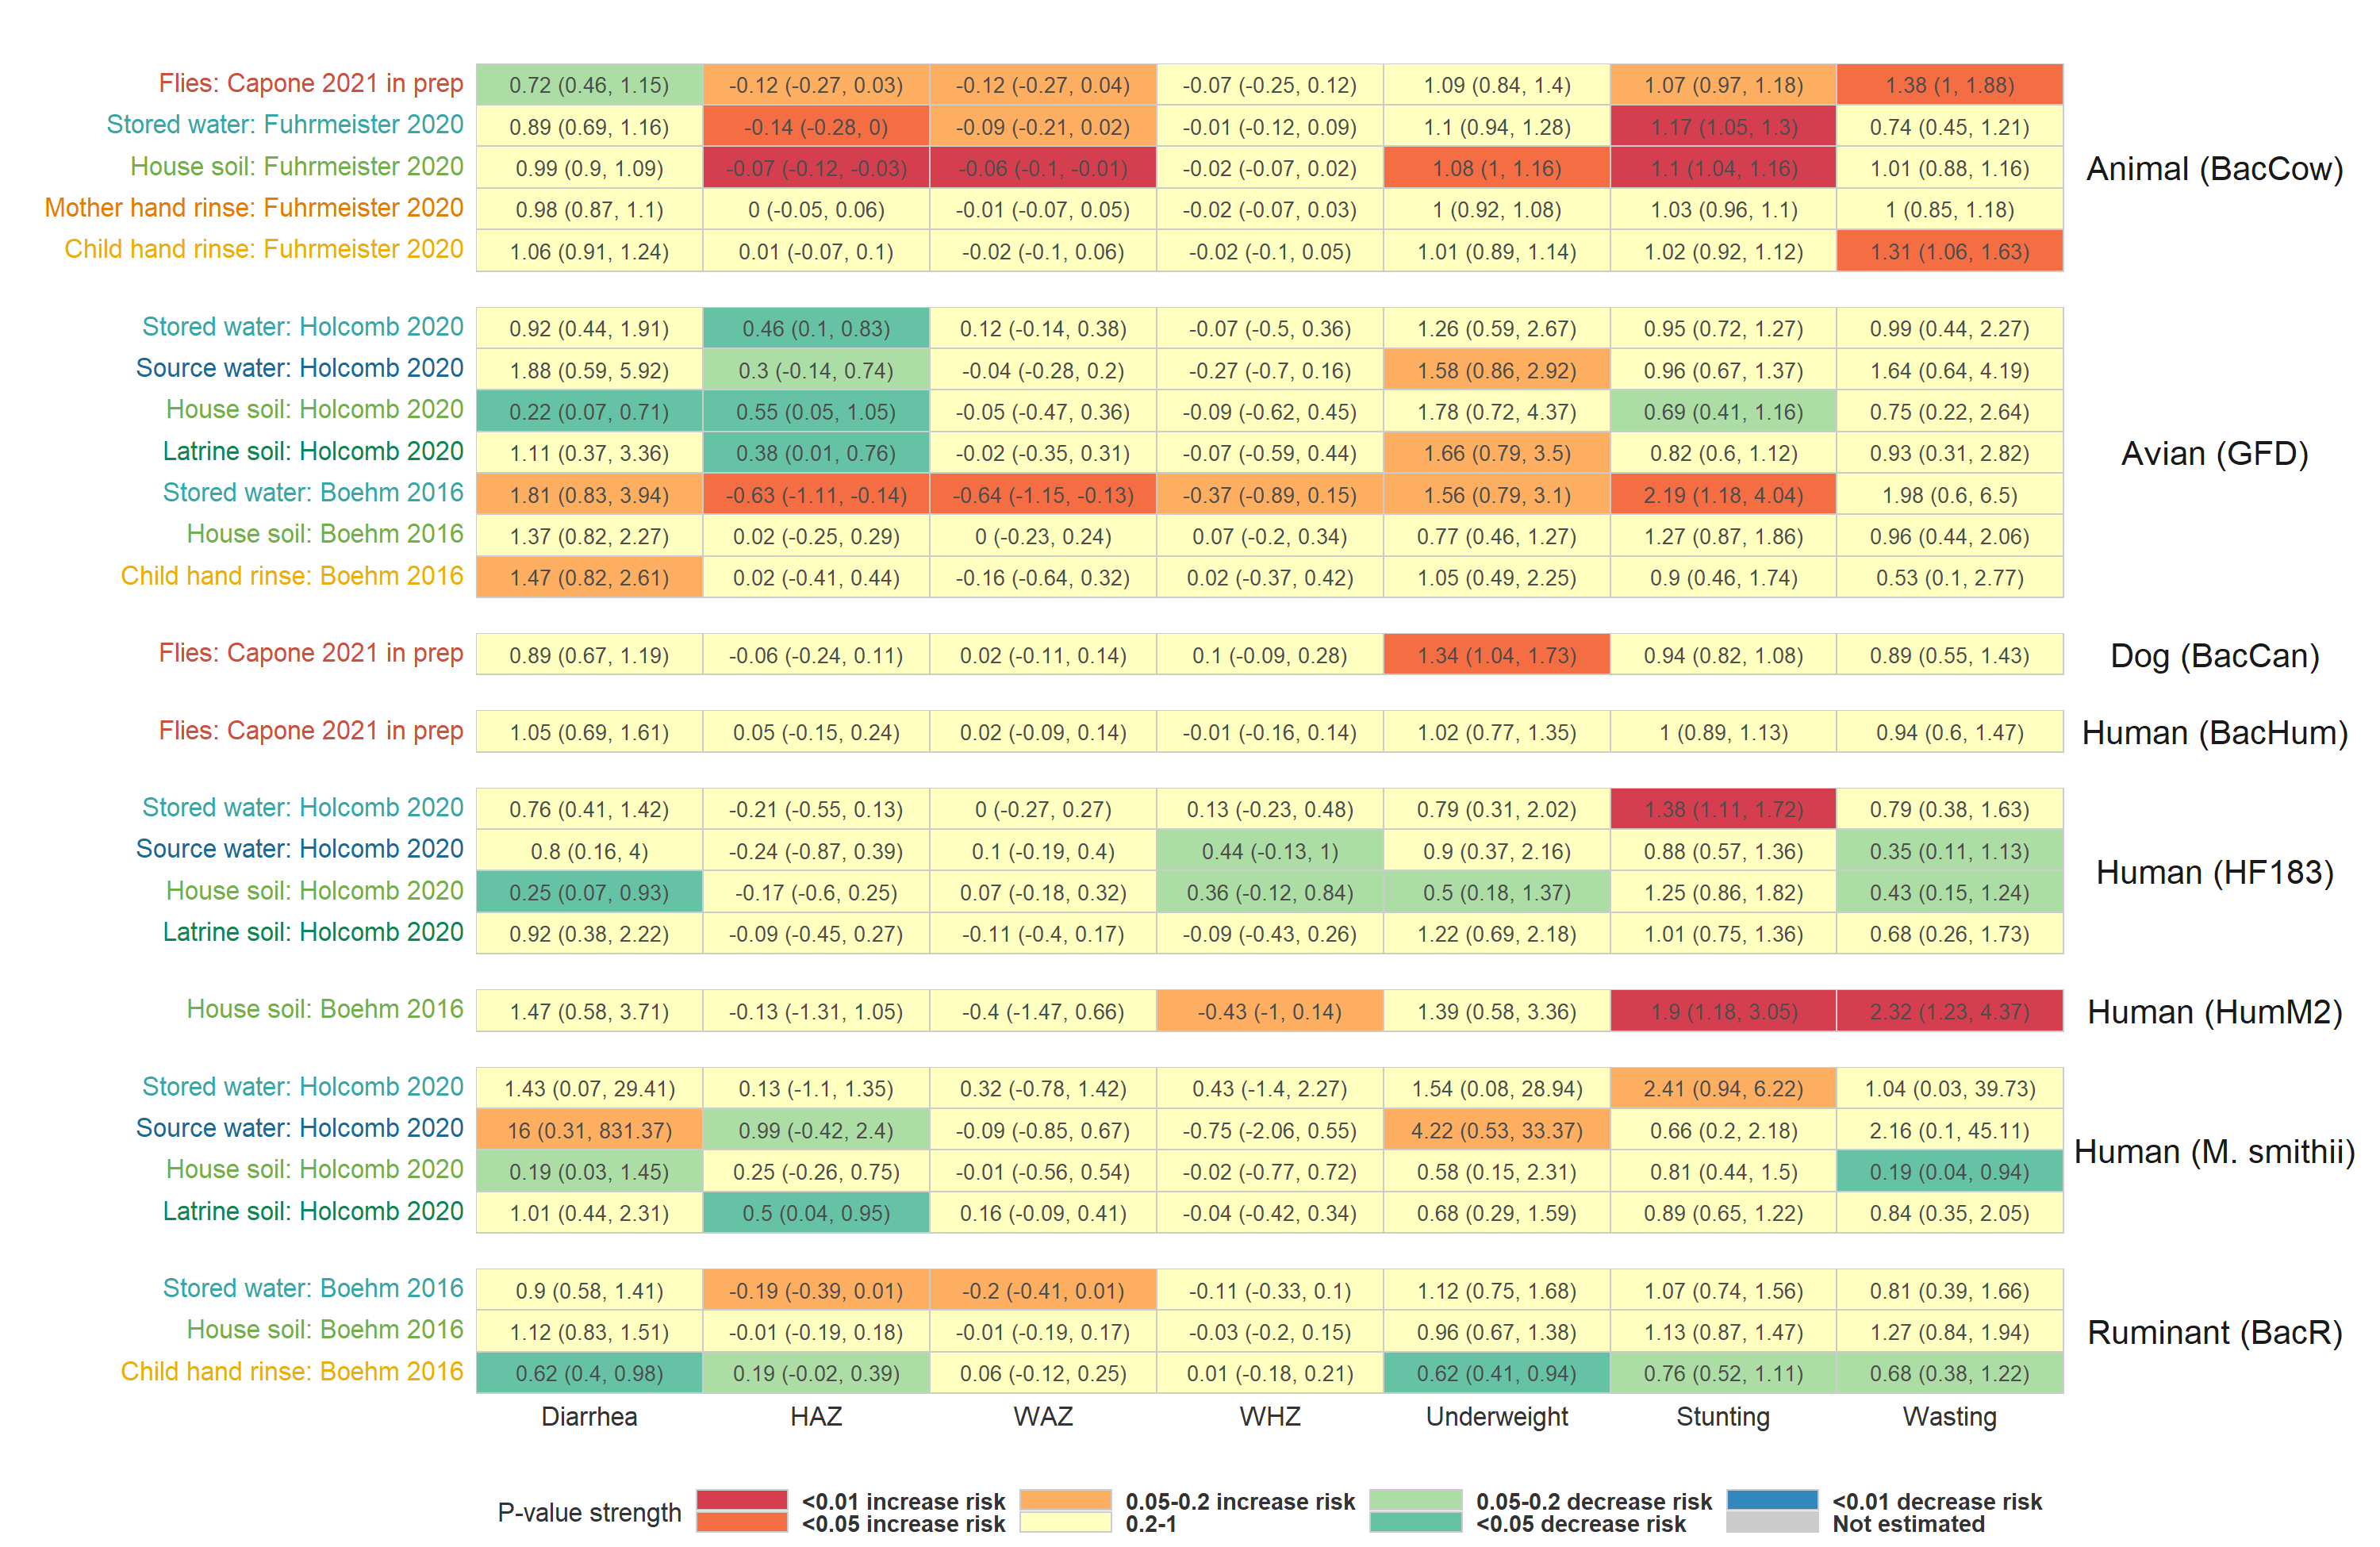 Flies: Capone 2021 in prep 0.72 (0.46, 1.15) -0.12 (-0.27, 0.03) -0.12 (-0.27, 0.04) -0.07 (-0.25, 0.12) 1.09 (0.84, 1.4) 1.07 (0.97, 1.18) 1.38 (1, 1.88)
Stored water: Fuhrmeister 2020 0.89 (0.69, 1.16) -0.14 (-0.28, 0) -0.09 (-0.21, 0.02) -0.01 (-0.12, 0.09) 1.1 (0.94, 1.28) 1.17 (1.05, 1.3) 0.74 (0.45, 1.21)
House soil: Fuhrmeister 2020 0.99 (0.9, 1.09) -0.07 (-0.12, -0.03) -0.06 (-0.1, -0.01) -0.02 (-0.07, 0.02) 1.08 (1, 1.16) 1.1 (1.04, 1.16) 1.01 (0.88, 1.16) Animal (BacCow)
Mother hand rinse: Fuhrmeister 2020 0.98 (0.87, 1.1) 0 (-0.05, 0.06) -0.01 (-0.07, 0.05) -0.02 (-0.07, 0.03) 1 (0.92, 1.08) 1.03 (0.96, 1.1) 1 (0.85, 1.18)
Child hand rinse: Fuhrmeister 2020 1.06 (0.91, 1.24) 0.01 (-0.07, 0.1) -0.02 (-0.1, 0.06) -0.02 (-0.1, 0.05) 1.01 (0.89, 1.14) 1.02 (0.92, 1.12) 1.31 (1.06, 1.63)
Stored water: Holcomb 2020 0.92 (0.44, 1.91) 0.46 (0.1, 0.83) 0.12 (-0.14, 0.38) -0.07 (-0.5, 0.36) 1.26 (0.59, 2.67) 0.95 (0.72, 1.27) 0.99 (0.44, 2.27)
Source water: Holcomb 2020 1.88 (0.59, 5.92) 0.3 (-0.14, 0.74) -0.04 (-0.28, 0.2) -0.27 (-0.7, 0.16) 1.58 (0.86, 2.92) 0.96 (0.67, 1.37) 1.64 (0.64, 4.19)
House soil: Holcomb 2020 0.22 (0.07, 0.71) 0.55 (0.05, 1.05) -0.05 (-0.47, 0.36) -0.09 (-0.62, 0.45) 1.78 (0.72, 4.37) 0.69 (0.41, 1.16) 0.75 (0.22, 2.64)
Latrine soil: Holcomb 2020 1.11 (0.37, 3.36) 0.38 (0.01, 0.76) -0.02 (-0.35, 0.31) -0.07 (-0.59, 0.44) 1.66 (0.79, 3.5) 0.82 (0.6, 1.12) 0.93 (0.31, 2.82) Avian (GFD)
Stored water: Boehm 2016 1.81 (0.83, 3.94) -0.63 (-1.11, -0.14) -0.64 (-1.15, -0.13) -0.37 (-0.89, 0.15) 1.56 (0.79, 3.1) 2.19 (1.18, 4.04) 1.98 (0.6, 6.5)
House soil: Boehm 2016 1.37 (0.82, 2.27) 0.02 (-0.25, 0.29) 0 (-0.23, 0.24) 0.07 (-0.2, 0.34) 0.77 (0.46, 1.27) 1.27 (0.87, 1.86) 0.96 (0.44, 2.06)
Child hand rinse: Boehm 2016 1.47 (0.82, 2.61) 0.02 (-0.41, 0.44) -0.16 (-0.64, 0.32) 0.02 (-0.37, 0.42) 1.05 (0.49, 2.25) 0.9 (0.46, 1.74) 0.53 (0.1, 2.77)
Flies: Capone 2021 in prep 0.89 (0.67, 1.19) -0.06 (-0.24, 0.11) 0.02 (-0.11, 0.14) 0.1 (-0.09, 0.28) 1.34 (1.04, 1.73) 0.94 (0.82, 1.08) 0.89 (0.55, 1.43) Dog (BacCan)
Flies: Capone 2021 in prep 1.05 (0.69, 1.61) 0.05 (-0.15, 0.24) 0.02 (-0.09, 0.14) -0.01 (-0.16, 0.14) 1.02 (0.77, 1.35) 1 (0.89, 1.13) 0.94 (0.6, 1.47) Human (BacHum)
Stored water: Holcomb 2020 0.76 (0.41, 1.42) -0.21 (-0.55, 0.13) 0 (-0.27, 0.27) 0.13 (-0.23, 0.48) 0.79 (0.31, 2.02) 1.38 (1.11, 1.72) 0.79 (0.38, 1.63)
Source water: Holcomb 2020 0.8 (0.16, 4) -0.24 (-0.87, 0.39) 0.1 (-0.19, 0.4) 0.44 (-0.13, 1) 0.9 (0.37, 2.16) 0.88 (0.57, 1.36) 0.35 (0.11, 1.13)
Human (HF183)
House soil: Holcomb 2020 0.25 (0.07, 0.93) -0.17 (-0.6, 0.25) 0.07 (-0.18, 0.32) 0.36 (-0.12, 0.84) 0.5 (0.18, 1.37) 1.25 (0.86, 1.82) 0.43 (0.15, 1.24)
Latrine soil: Holcomb 2020 0.92 (0.38, 2.22) -0.09 (-0.45, 0.27) -0.11 (-0.4, 0.17) -0.09 (-0.43, 0.26) 1.22 (0.69, 2.18) 1.01 (0.75, 1.36) 0.68 (0.26, 1.73)
House soil: Boehm 2016 1.47 (0.58, 3.71) -0.13 (-1.31, 1.05) -0.4 (-1.47, 0.66) -0.43 (-1, 0.14) 1.39 (0.58, 3.36) 1.9 (1.18, 3.05) 2.32 (1.23, 4.37) Human (HumM2)
Stored water: Holcomb 2020 1.43 (0.07, 29.41) 0.13 (-1.1, 1.35) 0.32 (-0.78, 1.42) 0.43 (-1.4, 2.27) 1.54 (0.08, 28.94) 2.41 (0.94, 6.22) 1.04 (0.03, 39.73)
Source water: Holcomb 2020 16 (0.31, 831.37) 0.99 (-0.42, 2.4) -0.09 (-0.85, 0.67) -0.75 (-2.06, 0.55) 4.22 (0.53, 33.37) 0.66 (0.2, 2.18) 2.16 (0.1, 45.11)
Human (M. smithii)
House soil: Holcomb 2020 0.19 (0.03, 1.45) 0.25 (-0.26, 0.75) -0.01 (-0.56, 0.54) -0.02 (-0.77, 0.72) 0.58 (0.15, 2.31) 0.81 (0.44, 1.5) 0.19 (0.04, 0.94)
Latrine soil: Holcomb 2020 1.01 (0.44, 2.31) 0.5 (0.04, 0.95) 0.16 (-0.09, 0.41) -0.04 (-0.42, 0.34) 0.68 (0.29, 1.59) 0.89 (0.65, 1.22) 0.84 (0.35, 2.05)
Stored water: Boehm 2016 0.9 (0.58, 1.41) -0.19 (-0.39, 0.01) -0.2 (-0.41, 0.01) -0.11 (-0.33, 0.1) 1.12 (0.75, 1.68) 1.07 (0.74, 1.56) 0.81 (0.39, 1.66)
House soil: Boehm 2016 1.12 (0.83, 1.51) -0.01 (-0.19, 0.18) -0.01 (-0.19, 0.17) -0.03 (-0.2, 0.15) 0.96 (0.67, 1.38) 1.13 (0.87, 1.47) 1.27 (0.84, 1.94) Ruminant (BacR)
Child hand rinse: Boehm 2016 0.62 (0.4, 0.98) 0.19 (-0.02, 0.39) 0.06 (-0.12, 0.25) 0.01 (-0.18, 0.21) 0.62 (0.41, 0.94) 0.76 (0.52, 1.11) 0.68 (0.38, 1.22)
Diarrhea HAZ WAZ WHZ Underweight Stunting Wasting
P-value strength
<0.01 increase risk 0.05-0.2 increase risk 0.05-0.2 decrease risk <0.01 decrease risk
<0.05 increase risk 0.2-1 <0.05 decrease risk Not estimated